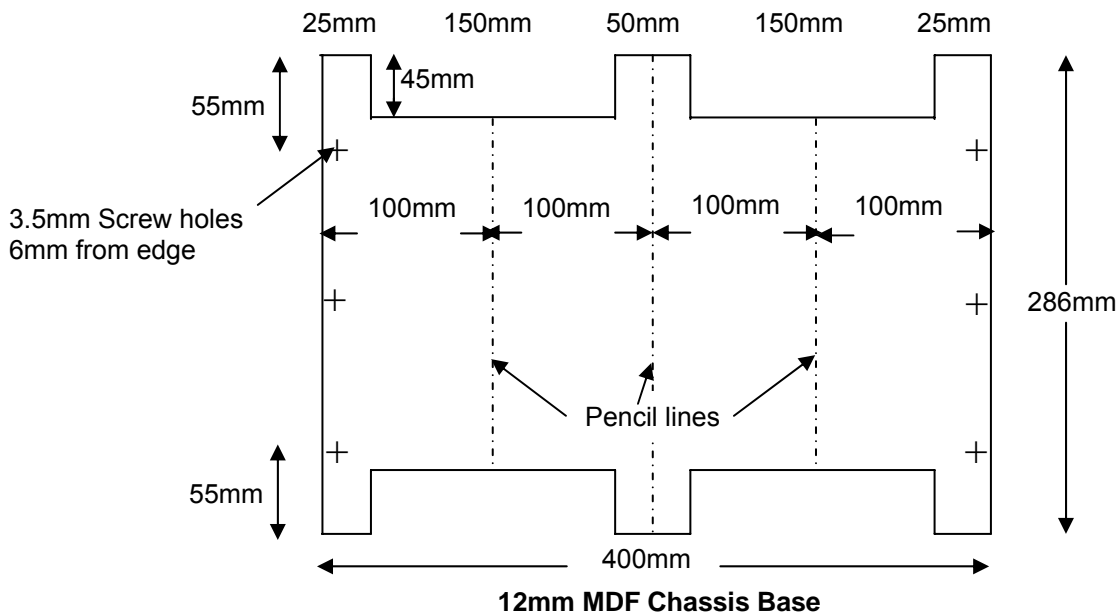 25mm 150mm 50mm 150mm 25mm
45mm
55mm
3.5mm Screw holes
6mm from edge
100mm 100mm 100mm 100mm
286mm
Pencil lines
55mm
400mm
12mm MDF Chassis Base